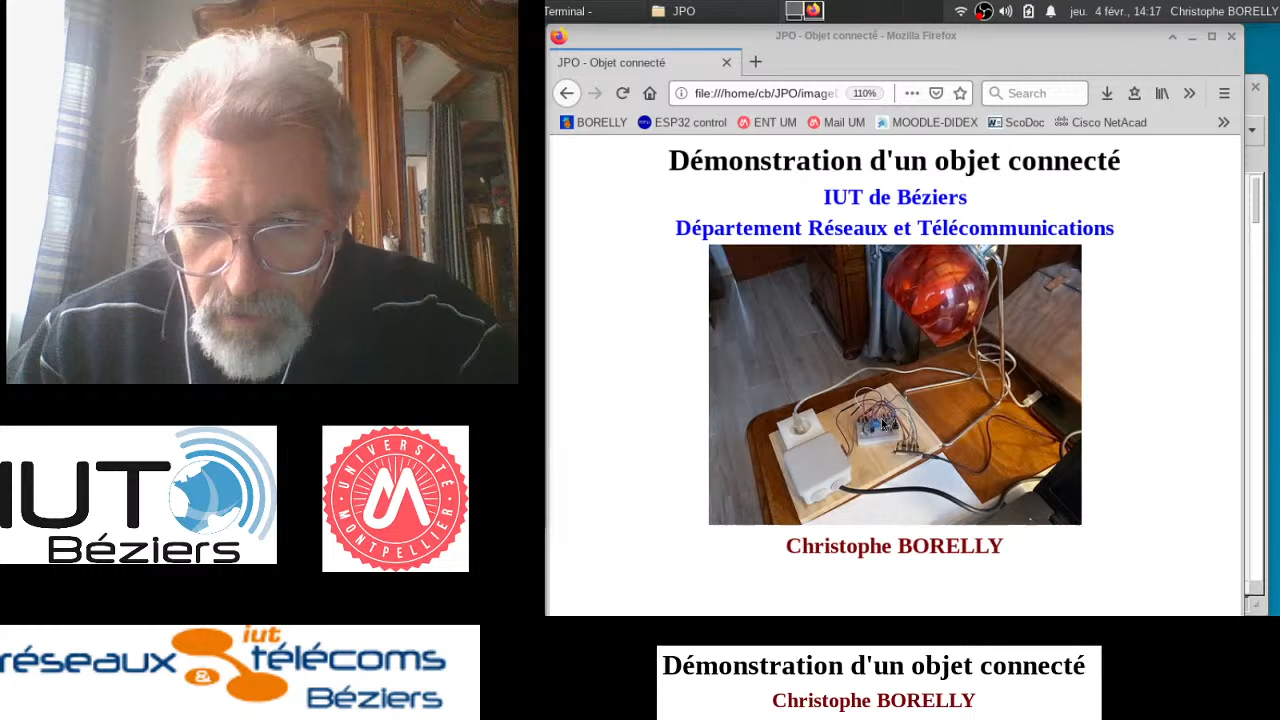 Terminal -
JPO
jeu. 4 févr., 14:17
Christophe BORELLY
JPO - Objet connecté - Mozilla Firefox
JPO - Objet connecté
file:///home/cb/JPO/image
110%
Search
BORELLY
ESP32 control
ENT UM
Mail UM
MOODLE-DIDEX
ScoDoc
Cisco NetAcad
Démonstration d'un objet connecté
IUT de Béziers
Département Réseaux et Télécommunications
Christophe BORELLY
IUT
Béziers
UNIVERSITÉ
MONTPELLIER
iut
réseaux & télécoms
Béziers
Démonstration d'un objet connecté
Christophe BORELLY